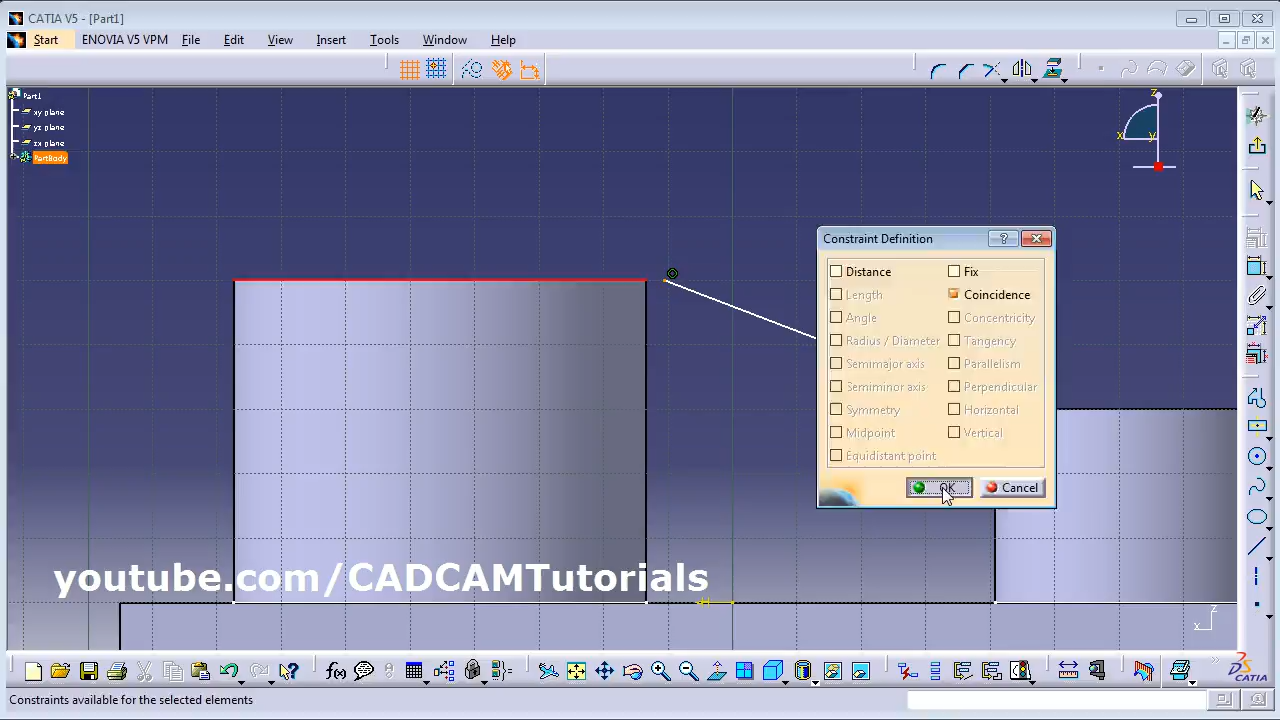 CATIA V5 - [Part1]
Start ENOVIA V5 VPM File Edit View Insert Tools Window Help
Part1
xy plane
yz plane
zx plane
PartBody
z
x y
Constraint Definition
Distance Fix
Length Coincidence
Angle Concentricity
Radius / Diameter Tangency
Semimajor axis Parallelism
Semiminor axis Perpendicular
Symmetry Horizontal
Midpoint Vertical
Equidistant point
OK Cancel
youtube.com/CADCAMTutorials
H
z
x
f(x)
CATIA
Constraints available for the selected elements